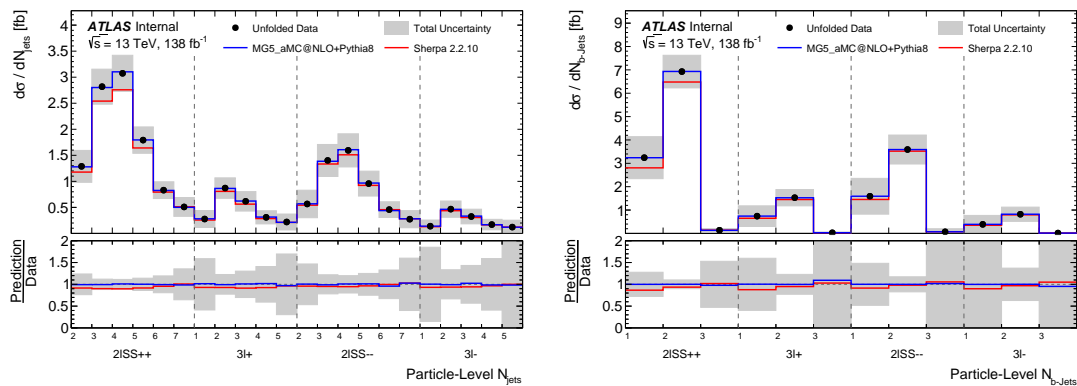 dσ / dN_jets [fb]
ATLAS Internal
√s = 13 TeV, 138 fb⁻¹
Unfolded Data
Total Uncertainty
MG5_aMC@NLO+Pythia8
Sherpa 2.2.10
4
3.5
3
2.5
2
1.5
1
0.5
Prediction
Data
2
1.5
1
0.5
0
2 3 4 5 6 7 1 2 3 4 5 2 3 4 5 6 7 1 2 3 4 5
2lSS++ 3l+ 2lSS-- 3l-
Particle-Level N_jets
dσ / dN_b-Jets [fb]
ATLAS Internal
√s = 13 TeV, 138 fb⁻¹
Unfolded Data
Total Uncertainty
MG5_aMC@NLO+Pythia8
Sherpa 2.2.10
9
8
7
6
5
4
3
2
1
Prediction
Data
2
1.5
1
0.5
0
1 2 3 1 2 3 1 2 3 1 2 3
2lSS++ 3l+ 2lSS-- 3l-
Particle-Level N_b-Jets